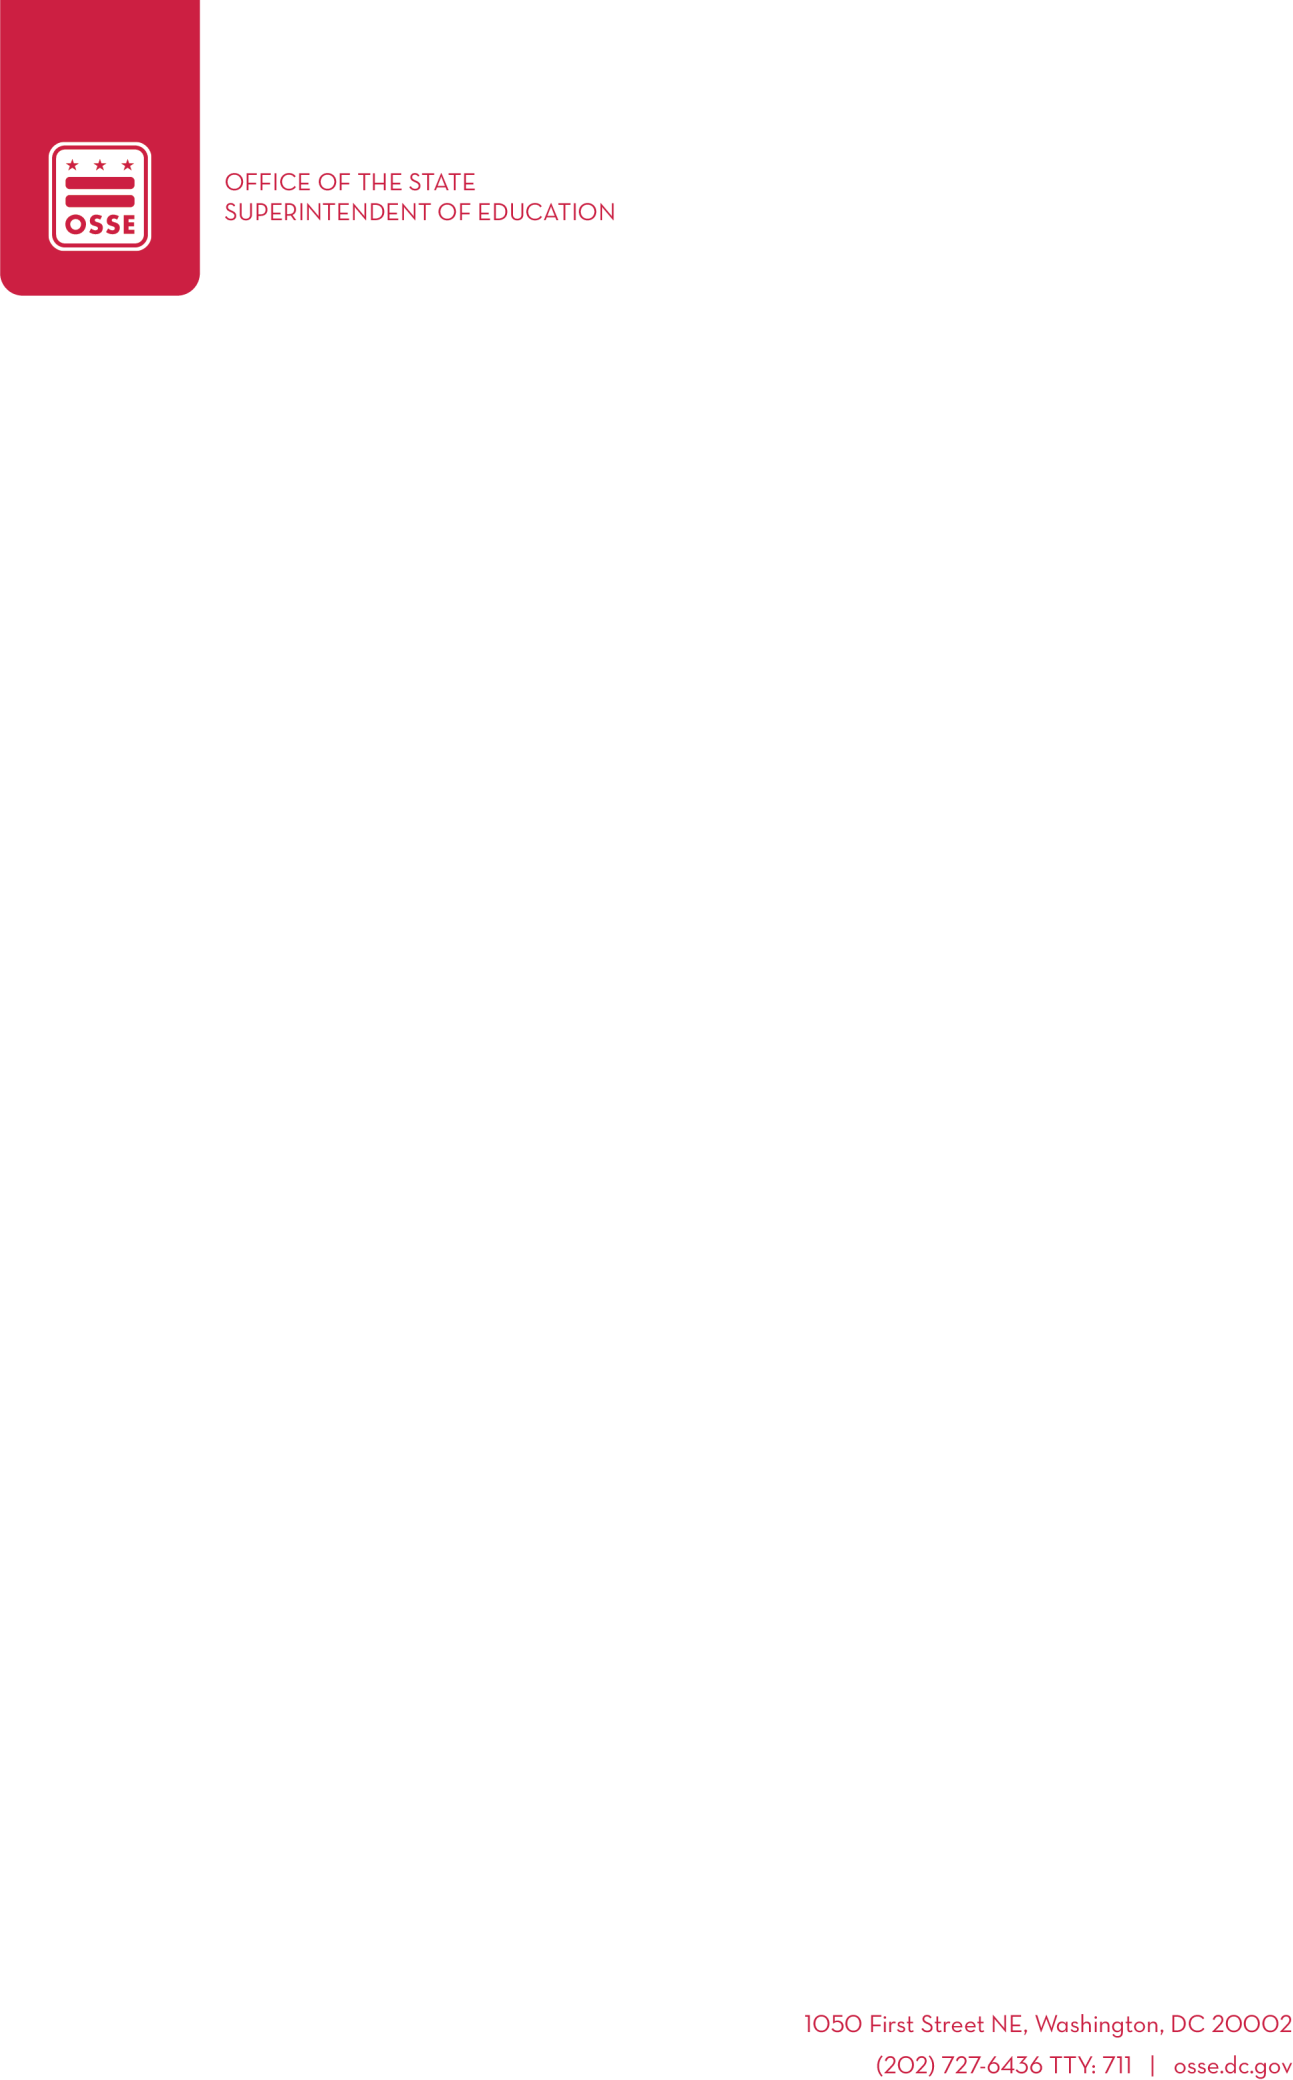 OSSE
OFFICE OF THE STATE
SUPERINTENDENT OF EDUCATION
1050 First Street NE, Washington, DC 20002
(202) 727-6436 TTY: 711 | osse.dc.gov